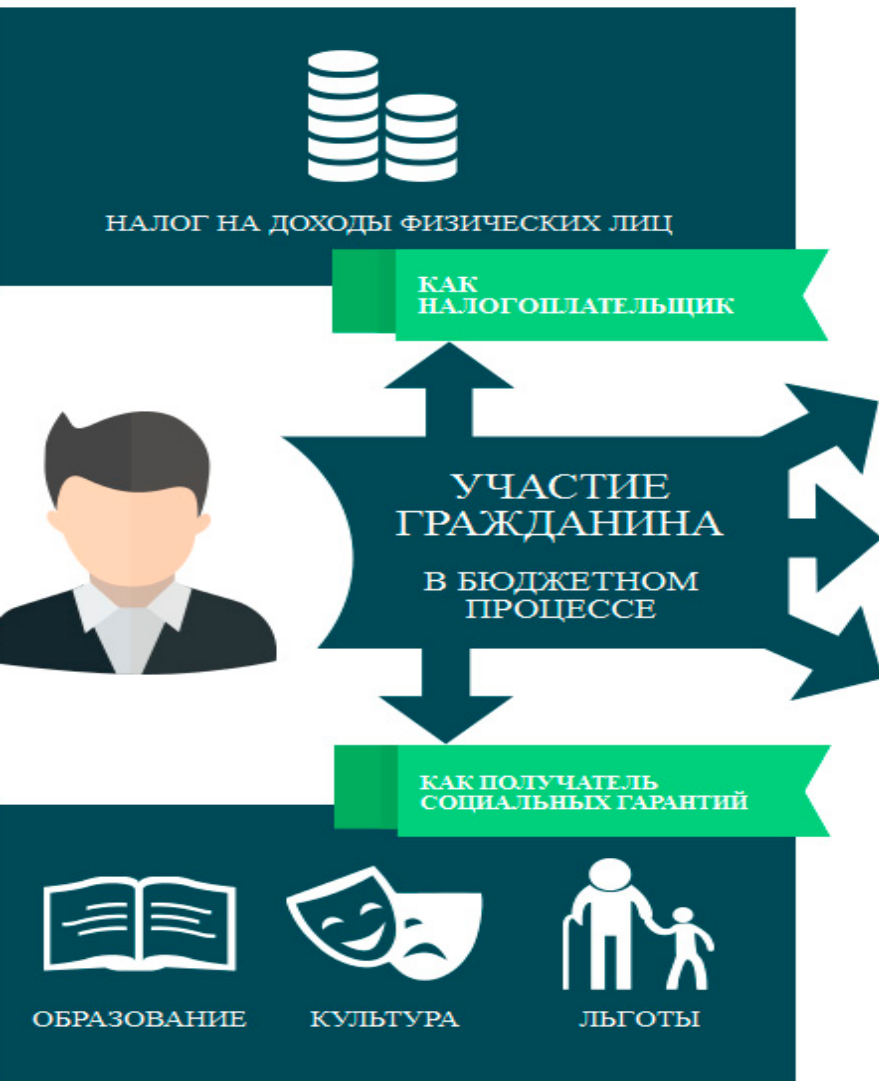 НАЛОГ НА ДОХОДЫ ФИЗИЧЕСКИХ ЛИЦ
КАК
НАЛОГОПЛАТЕЛЬЩИК
УЧАСТИЕ
ГРАЖДАНИНА
В БЮДЖЕТНОМ
ПРОЦЕССЕ
КАК ПОЛУЧАТЕЛЬ
СОЦИАЛЬНЫХ ГАРАНТИЙ
ОБРАЗОВАНИЕ
КУЛЬТУРА
ЛЬГОТЫ